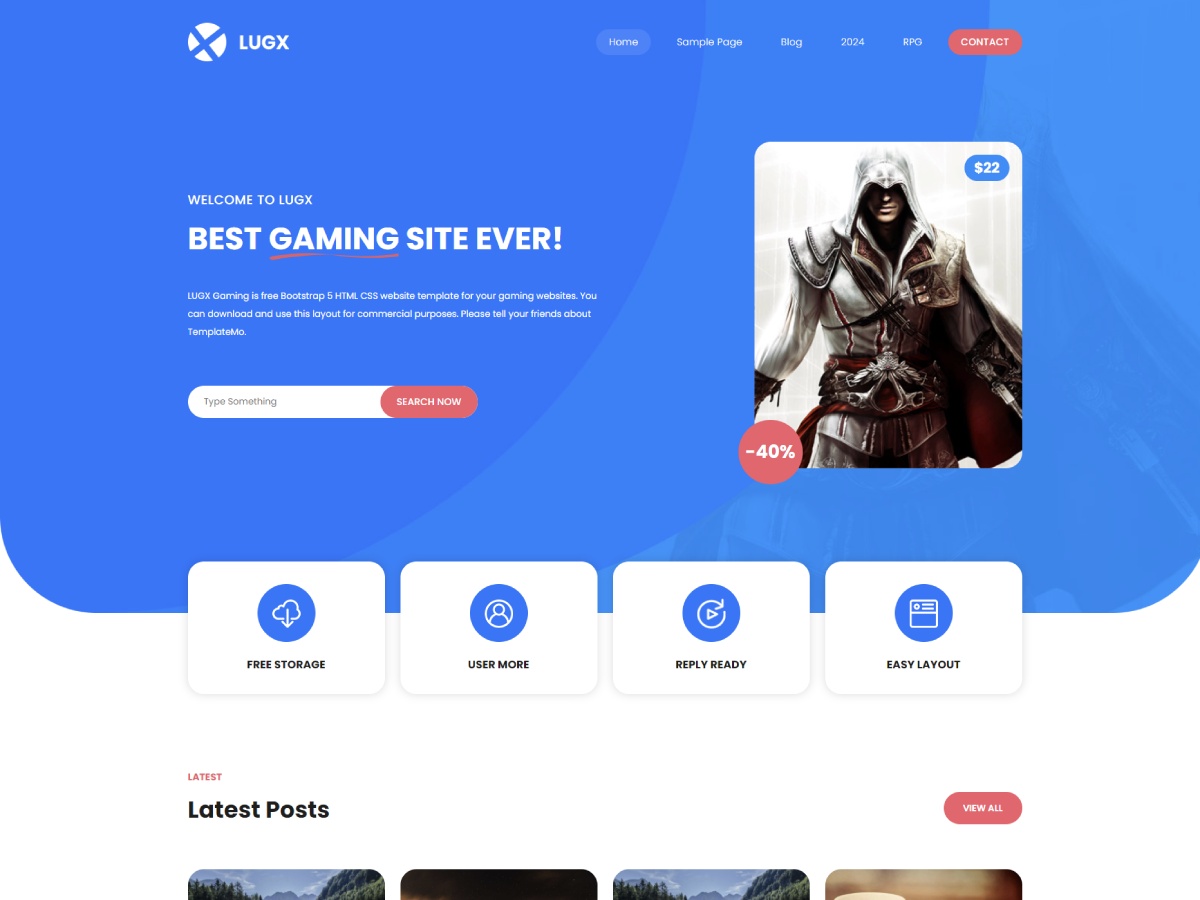 LUGX
Home
Sample Page
Blog
2024
RPG
CONTACT
$22
WELCOME TO LUGX
BEST GAMING SITE EVER!
LUGX Gaming is free Bootstrap 5 HTML CSS website template for your gaming websites. You
can download and use this layout for commercial purposes. Please tell your friends about
TemplateMo.
Type Something
SEARCH NOW
-40%
FREE STORAGE
USER MORE
REPLY READY
EASY LAYOUT
LATEST
Latest Posts
VIEW ALL